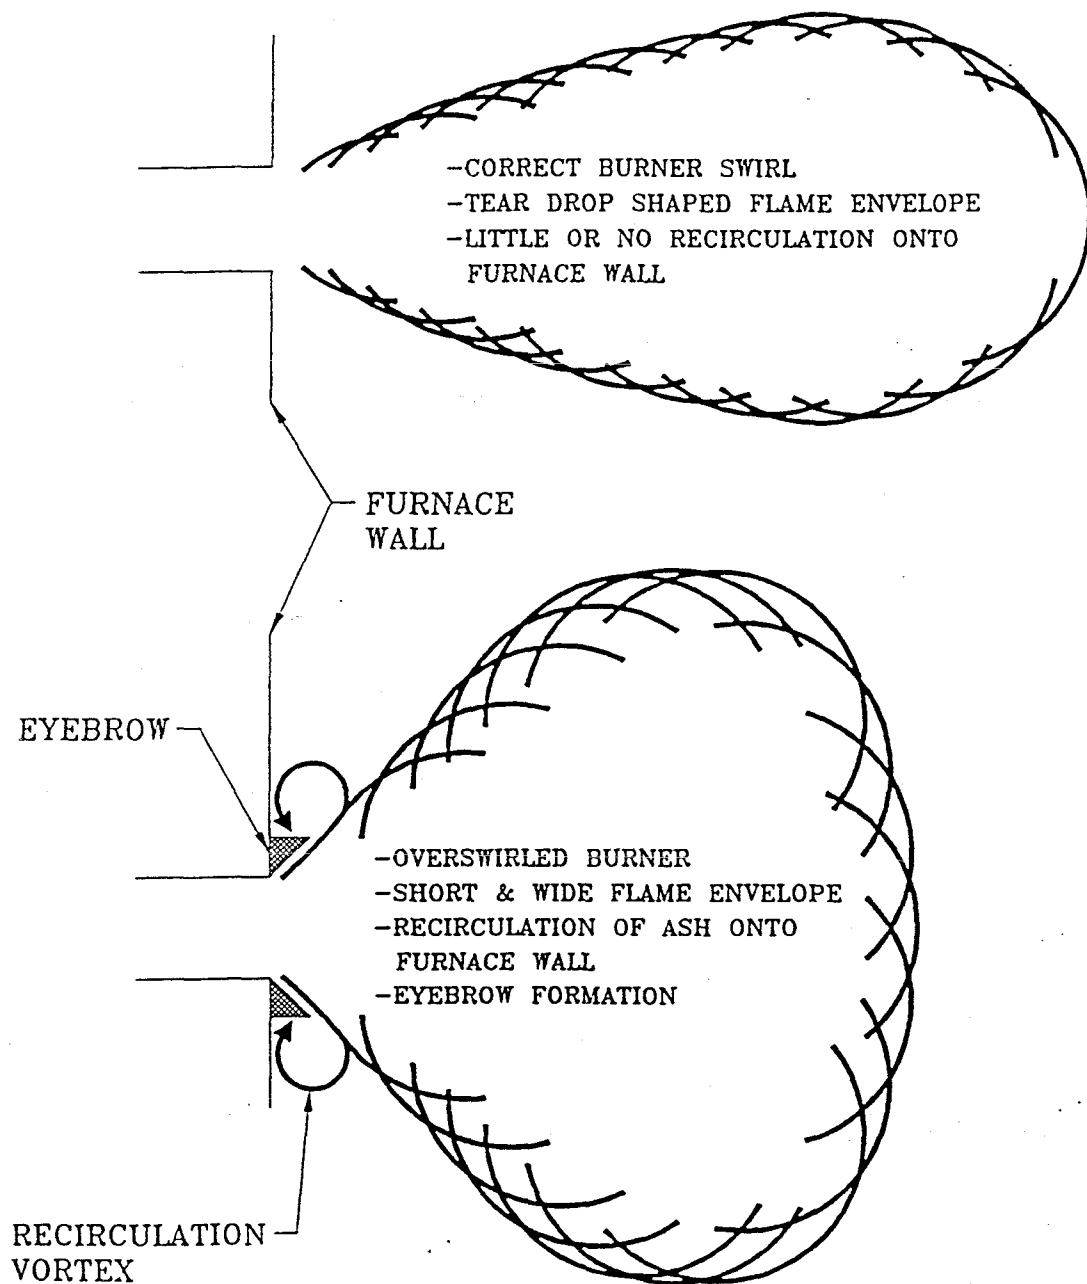 -CORRECT BURNER SWIRL
-TEAR DROP SHAPED FLAME ENVELOPE
-LITTLE OR NO RECIRCULATION ONTO
FURNACE WALL
FURNACE
WALL
EYEBROW
-OVERSWIRLED BURNER
-SHORT & WIDE FLAME ENVELOPE
-RECIRCULATION OF ASH ONTO
FURNACE WALL
-EYEBROW FORMATION
RECIRCULATION
VORTEX